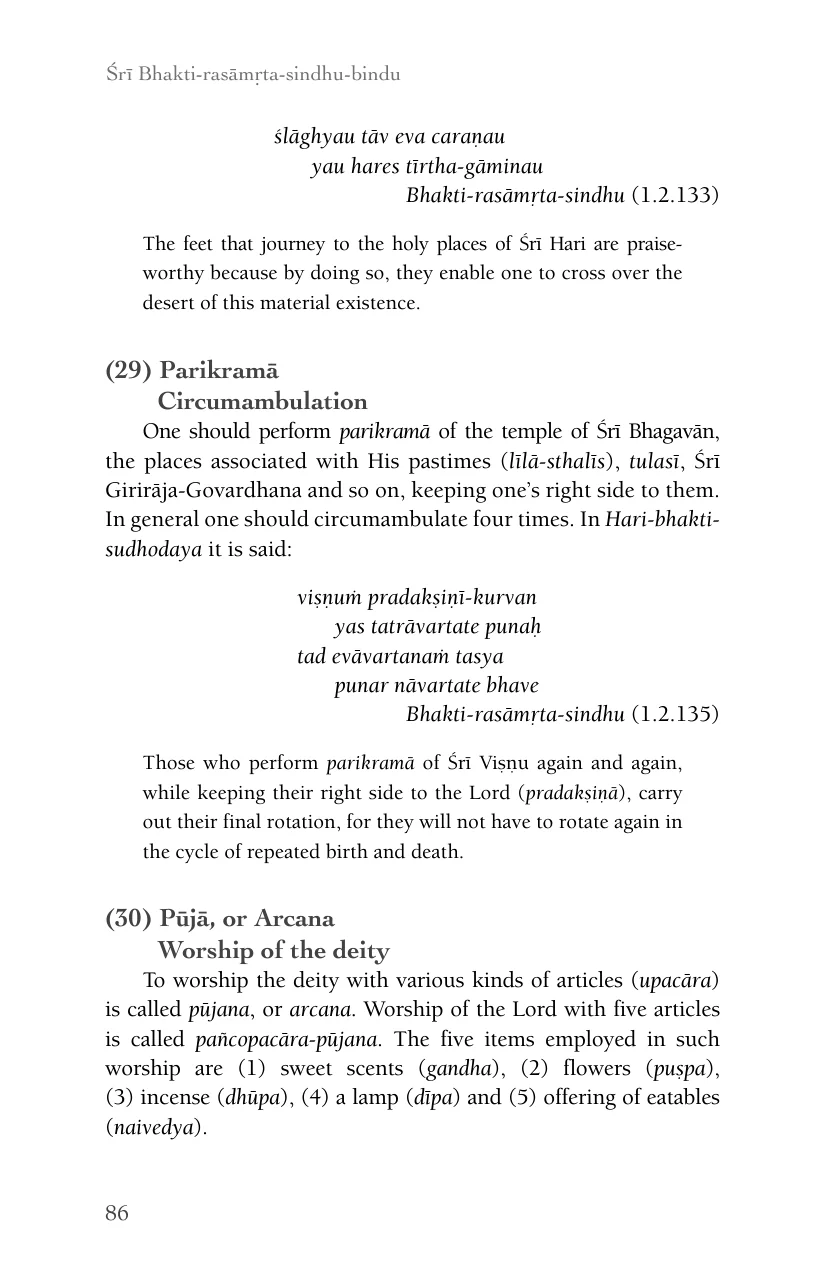 Śrī Bhakti-rasāmṛta-sindhu-bindu
ślāghyau tāv eva caraṇau
yau hares tīrtha-gāminau
Bhakti-rasāmṛta-sindhu (1.2.133)
The feet that journey to the holy places of Śrī Hari are praise-
worthy because by doing so, they enable one to cross over the
desert of this material existence.
(29) Parikramā
Circumambulation
One should perform parikramā of the temple of Śrī Bhagavān,
the places associated with His pastimes (līlā-sthalīs), tulasī, Śrī
Girirāja-Govardhana and so on, keeping one’s right side to them.
In general one should circumambulate four times. In Hari-bhakti-
sudhodaya it is said:
viṣṇuṁ pradakṣiṇī-kurvan
yas tatrāvartate punaḥ
tad evāvartanaṁ tasya
punar nāvartate bhave
Bhakti-rasāmṛta-sindhu (1.2.135)
Those who perform parikramā of Śrī Viṣṇu again and again,
while keeping their right side to the Lord (pradakṣiṇā), carry
out their final rotation, for they will not have to rotate again in
the cycle of repeated birth and death.
(30) Pūjā, or Arcana
Worship of the deity
To worship the deity with various kinds of articles (upacāra)
is called pūjana, or arcana. Worship of the Lord with five articles
is called pañcopacāra-pūjana. The five items employed in such
worship are (1) sweet scents (gandha), (2) flowers (puṣpa),
(3) incense (dhūpa), (4) a lamp (dīpa) and (5) offering of eatables
(naivedya).
86